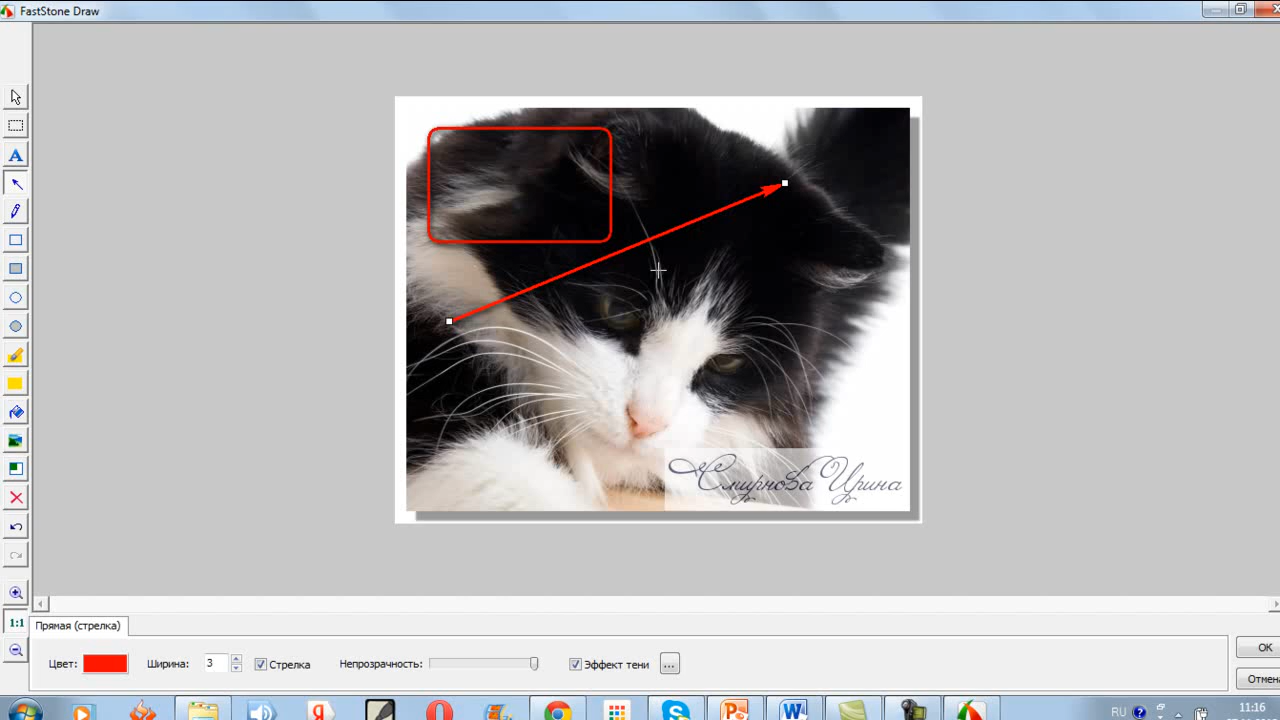 FastStone Draw
A
Смирнова Ирина
1:1
Прямая (стрелка)
Цвет:
Ширина:
3
Стрелка
Непрозрачность:
Эффект тени
...
OK
Отмена
RU
11:16